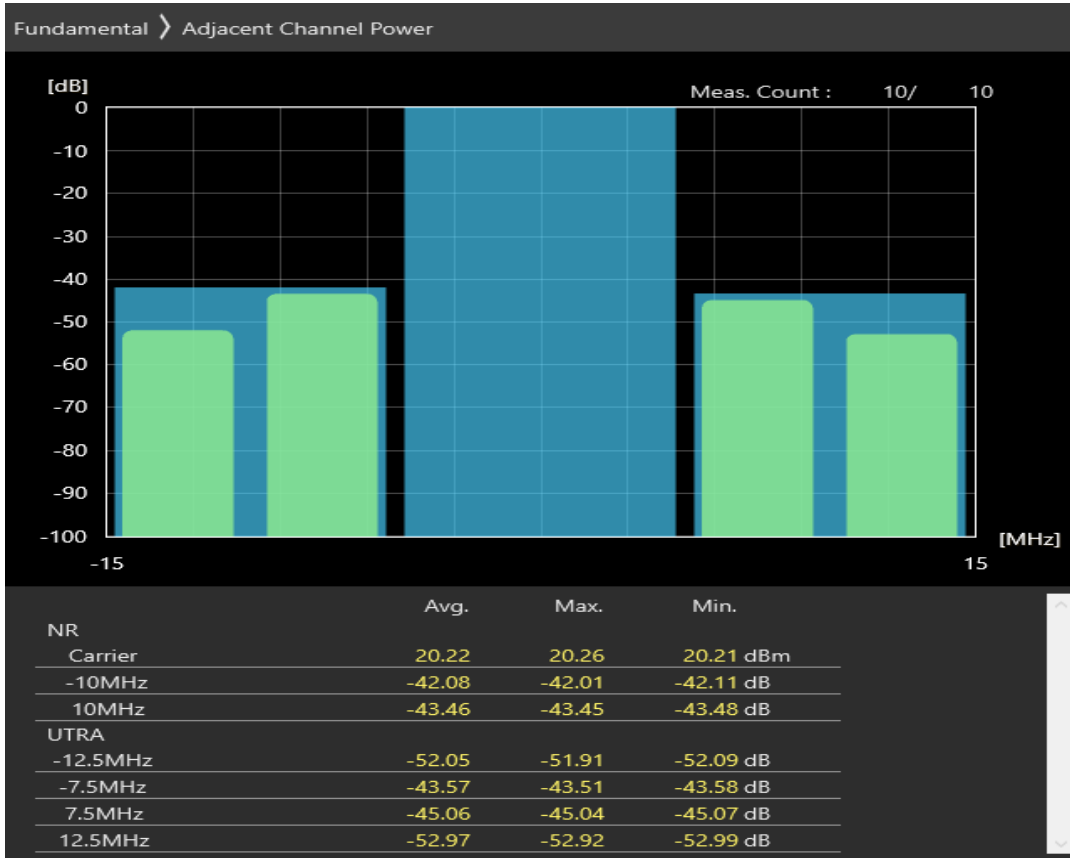 Fundamental 〉 Adjacent Channel Power
[dB]
Meas. Count : 10/ 10
0
-10
-20
-30
-40
-50
-60
-70
-80
-90
-100
[MHz]
-15 15
Avg. Max. Min.
NR
Carrier 20.22 20.26 20.21 dBm
-10MHz -42.08 -42.01 -42.11 dB
10MHz -43.46 -43.45 -43.48 dB
UTRA
-12.5MHz -52.05 -51.91 -52.09 dB
-7.5MHz -43.57 -43.51 -43.58 dB
7.5MHz -45.06 -45.04 -45.07 dB
12.5MHz -52.97 -52.92 -52.99 dB